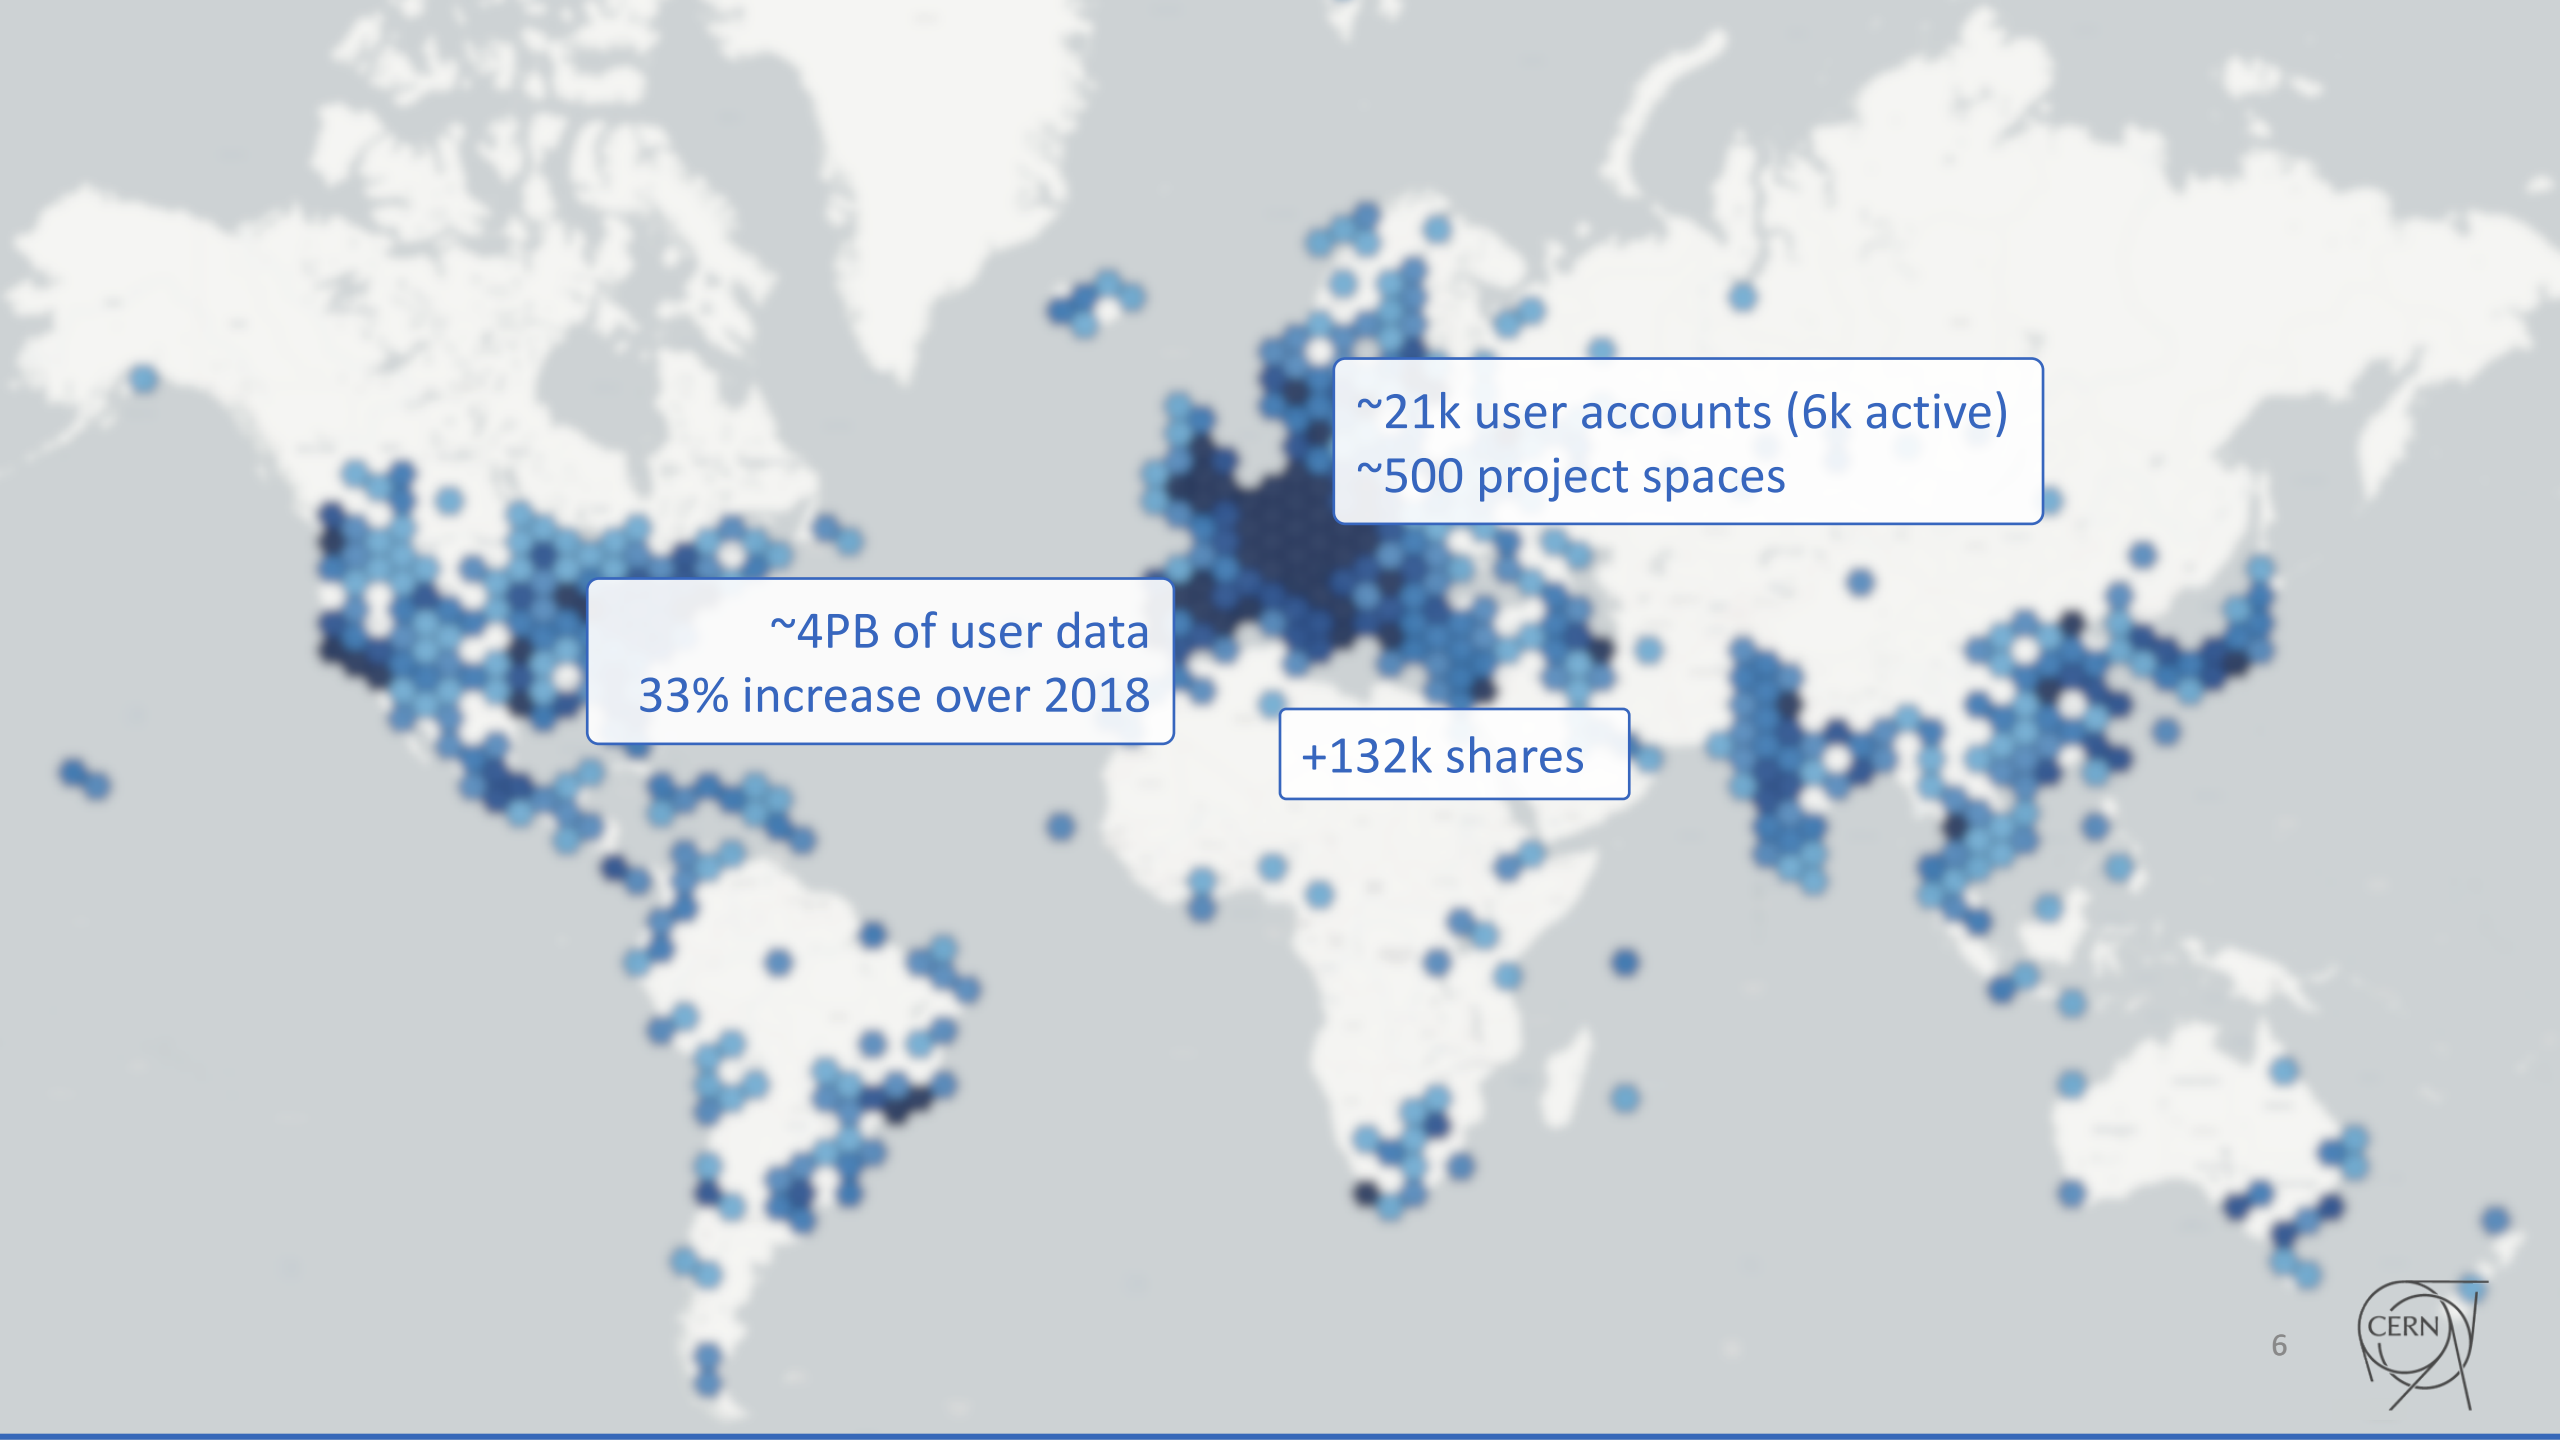 ~21k user accounts (6k active)
~500 project spaces
~4PB of user data
33% increase over 2018
+132k shares
6
CERN